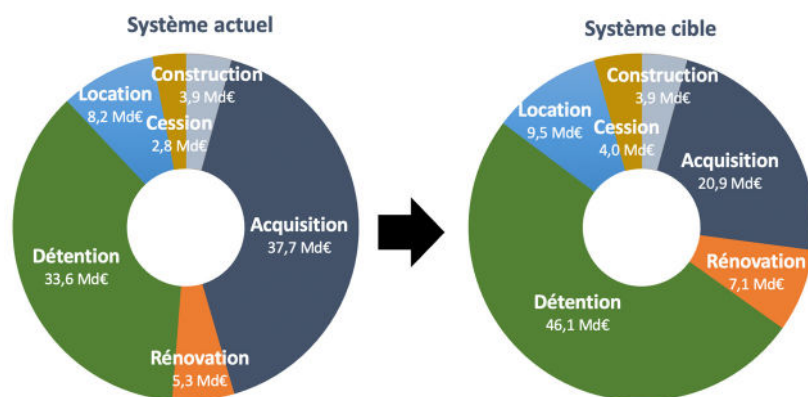 Système actuel
Construction
3,9 Md€
Acquisition
37,7 Md€
Rénovation
5,3 Md€
Détention
33,6 Md€
Location
8,2 Md€
Cession
2,8 Md€
Système cible
Construction
3,9 Md€
Acquisition
20,9 Md€
Rénovation
7,1 Md€
Détention
46,1 Md€
Location
9,5 Md€
Cession
4,0 Md€